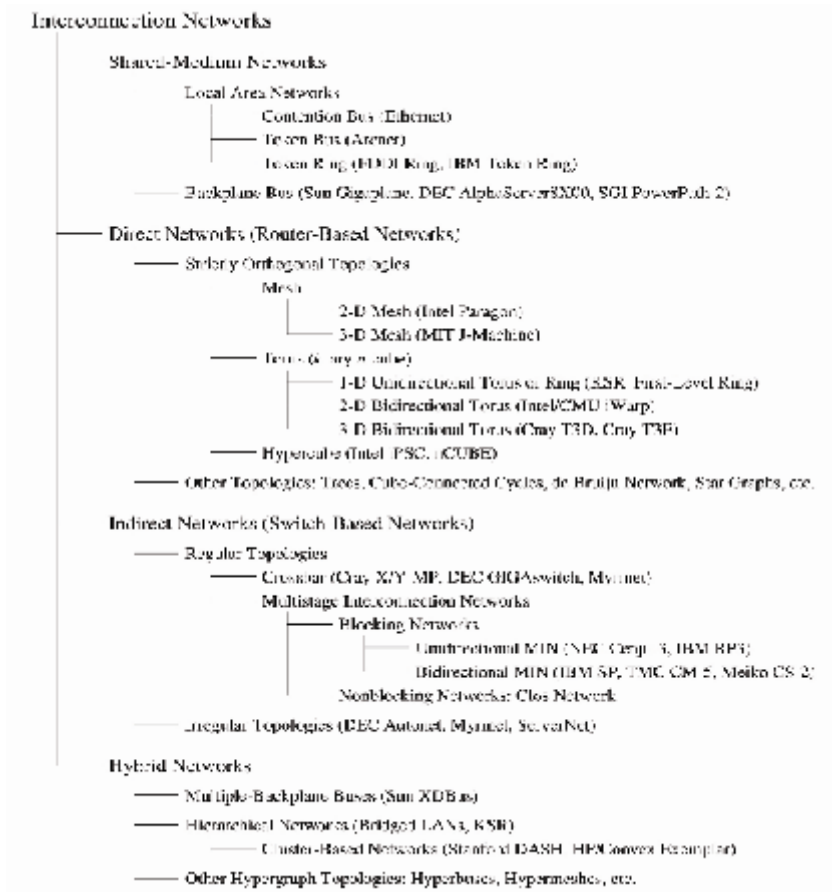 Interconnection Networks
Shared-Medium Networks
Local Area Networks
Contention Bus (Ethernet)
Token Bus (Arcnet)
Token Ring (FDDI Ring, IBM Token Ring)
Backplane Bus (Sun Gigaplane, DEC AlphaServer8X00, SGI PowerPath-2)
Direct Networks (Router-Based Networks)
Strictly Orthogonal Topologies
Mesh
2-D Mesh (Intel Paragon)
3-D Mesh (MIT J-Machine)
Torus (k-ary n-cube)
1-D Unidirectional Torus or Ring (KSR First-Level Ring)
2-D Bidirectional Torus (Intel/CMU iWarp)
3-D Bidirectional Torus (Cray T3D, Cray T3E)
Hypercube (Intel iPSC, nCUBE)
Other Topologies: Trees, Cube-Connected Cycles, de Bruijn Network, Star Graphs, etc.
Indirect Networks (Switch-Based Networks)
Regular Topologies
Crossbar (Cray X/Y-MP, DEC GIGAswitch, Myrinet)
Multistage Interconnection Networks
Blocking Networks
Unidirectional MIN (NEC Cenju-3, IBM RP3)
Bidirectional MIN (IBM SP, TMC CM-5, Meiko CS-2)
Nonblocking Networks: Clos Network
Irregular Topologies (DEC Autonet, Myrinet, ServerNet)
Hybrid Networks
Multiple-Backplane Buses (Sun XDBus)
Hierarchical Networks (Bridged LANs, KSR)
Cluster-Based Networks (Stanford DASH, HP/Convex Exemplar)
Other Hypergraph Topologies: Hyperbuses, Hypermeshes, etc.